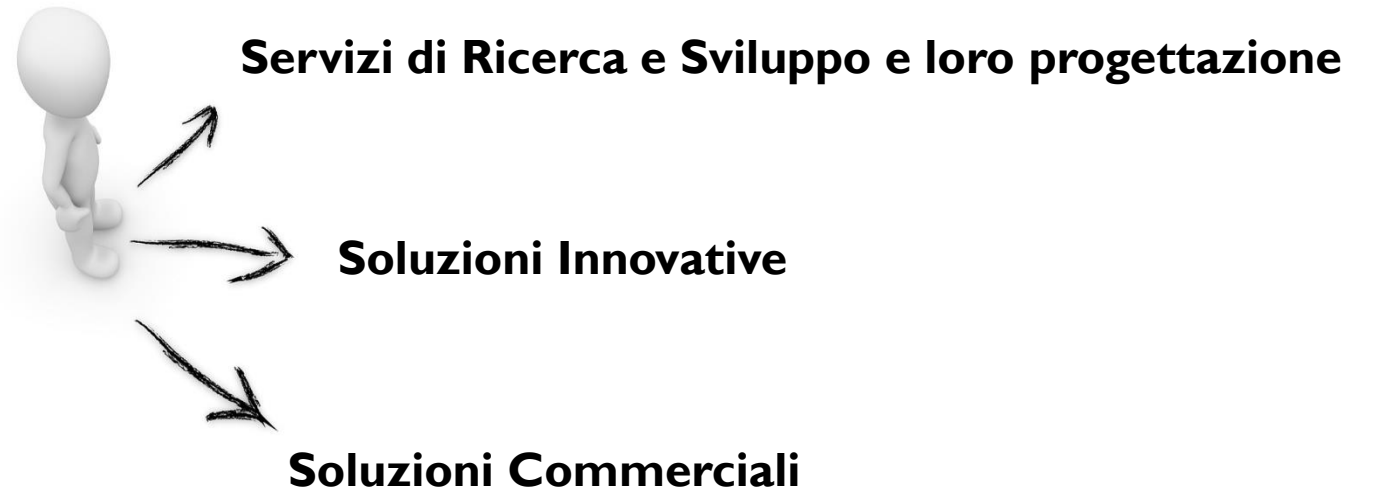 Servizi di Ricerca e Sviluppo e loro progettazione
Soluzioni Innovative
Soluzioni Commerciali